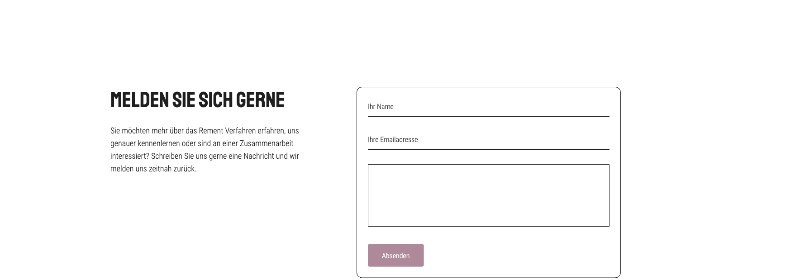 MELDEN SIE SICH GERNE
Sie möchten mehr über das Rement Verfahren erfahren, uns
genauer kennenlernen oder sind an einer Zusammenarbeit
interessiert? Schreiben Sie uns gerne eine Nachricht und wir
melden uns zeitnah zurück.
Ihr Name
Ihre Emailadresse
Absenden